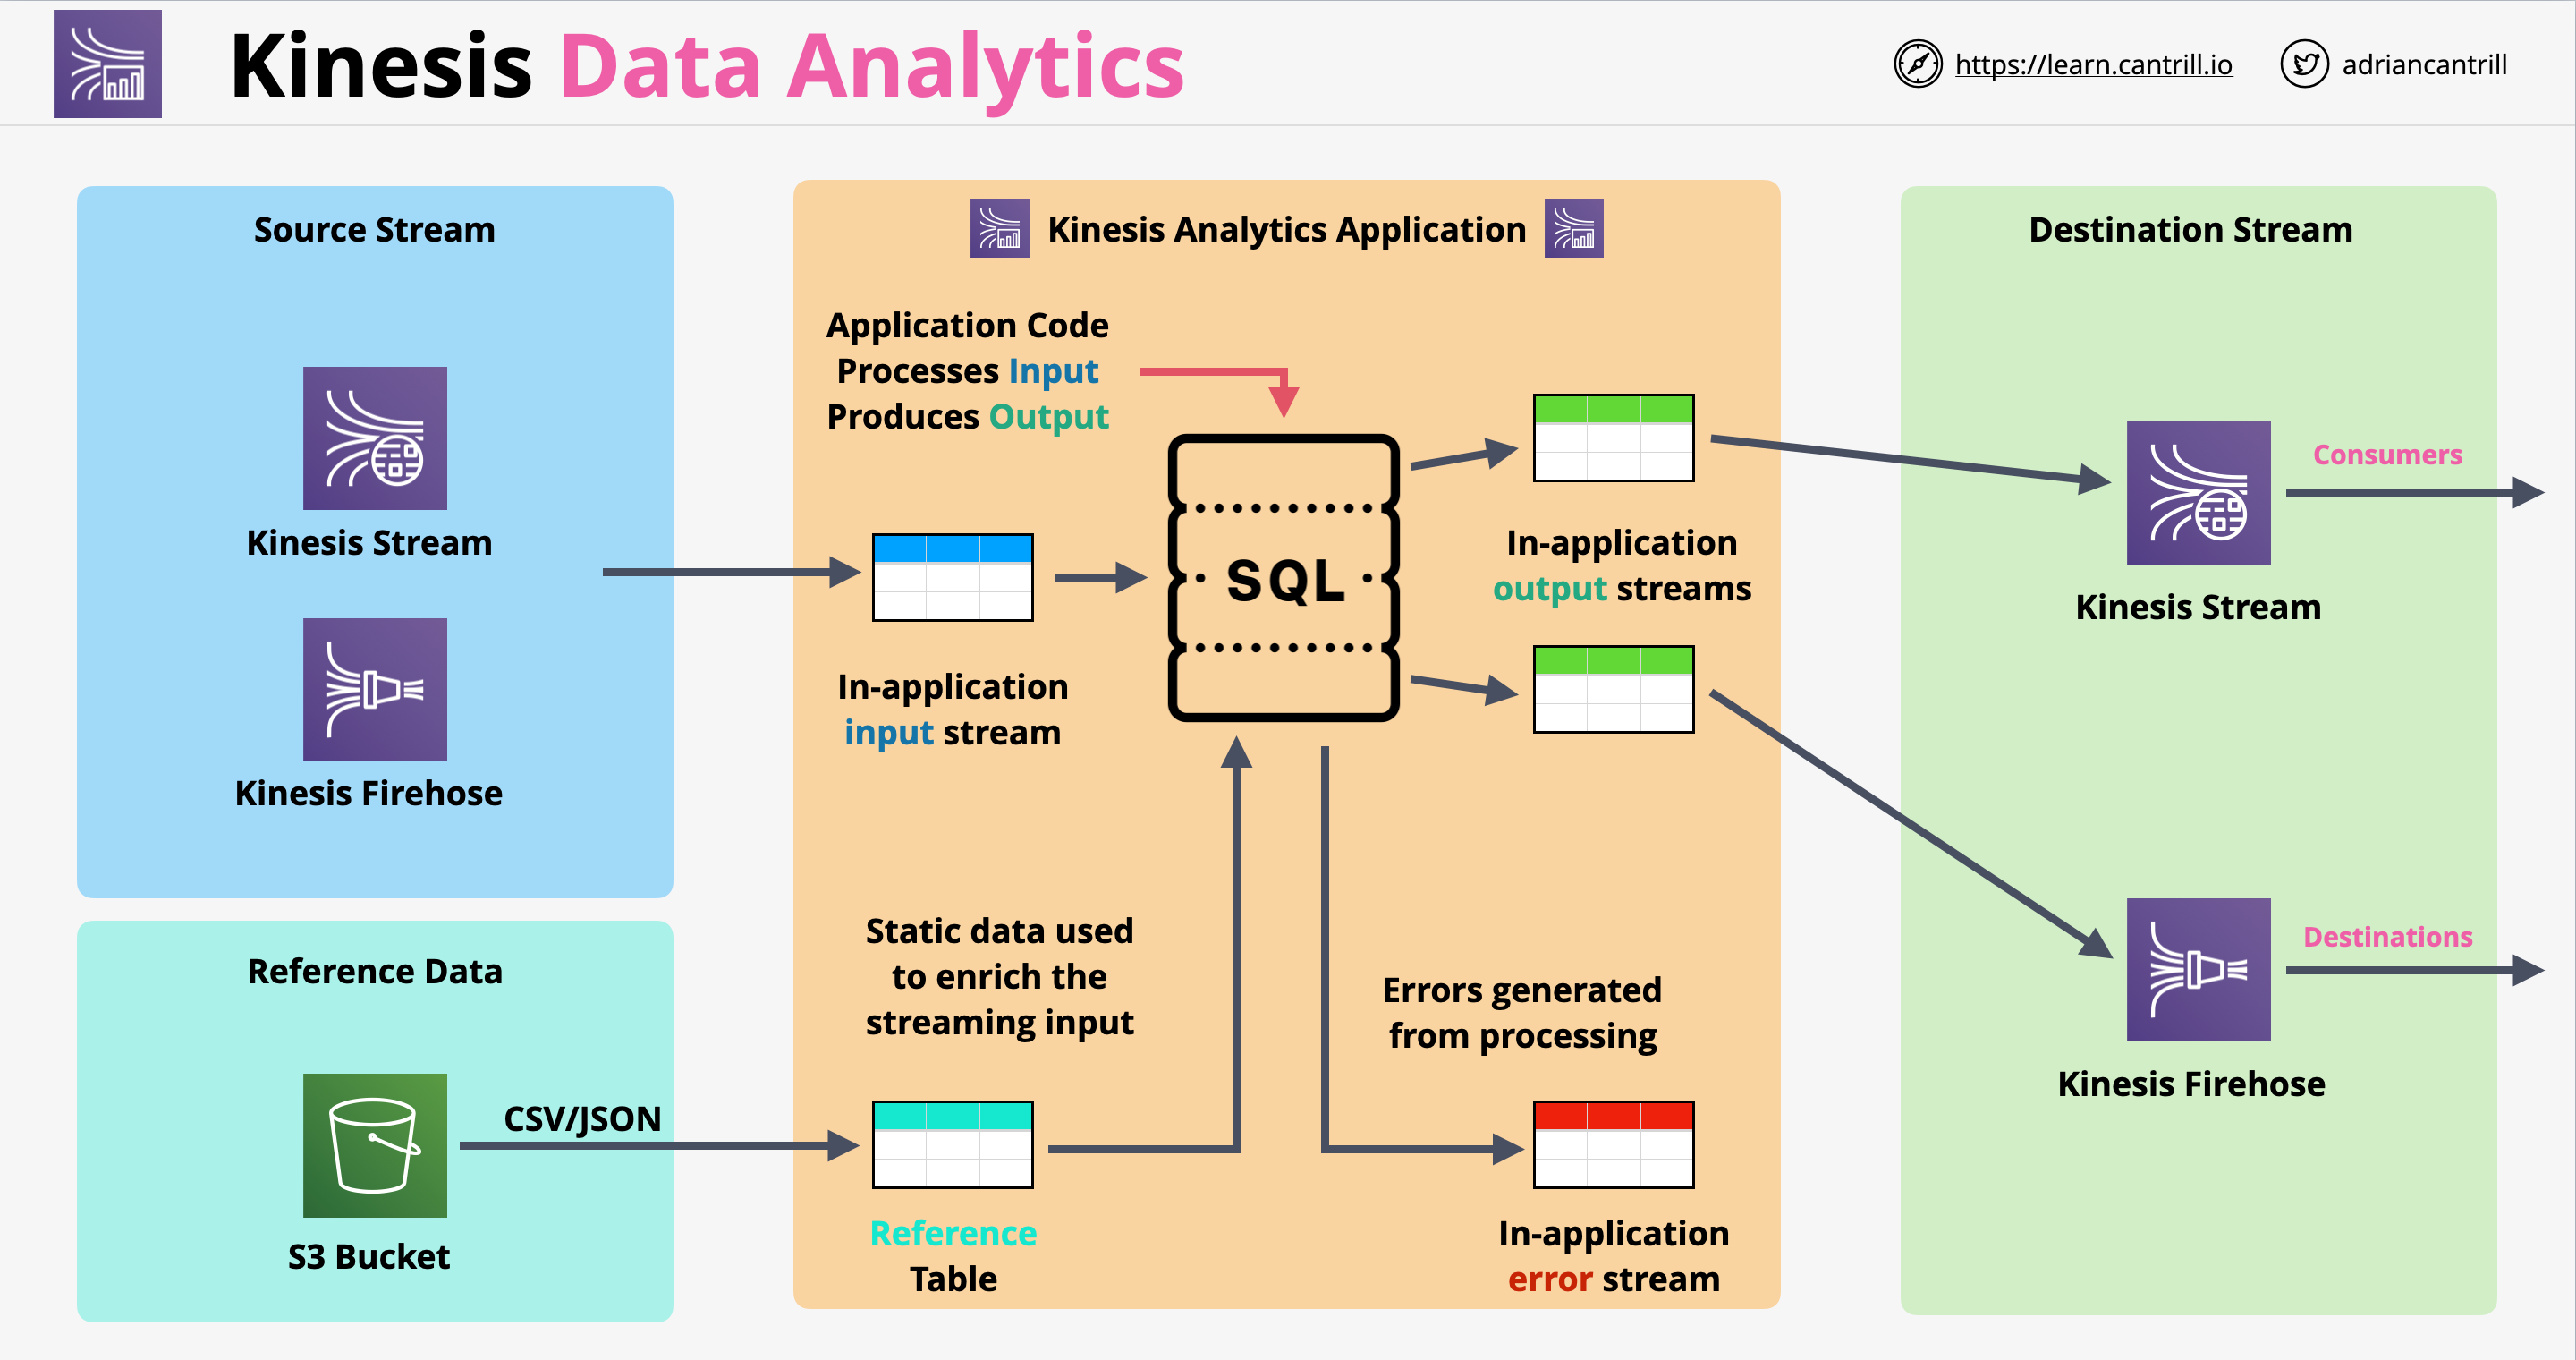 Kinesis Data Analytics
https://learn.cantrill.io
adriancantrill
Source Stream
Kinesis Stream
Kinesis Firehose
Reference Data
CSV/JSON
S3 Bucket
Kinesis Analytics Application
Application Code
Processes Input
Produces Output
In-application
input stream
SQL
In-application
output streams
Static data used
to enrich the
streaming input
Errors generated
from processing
Reference
Table
In-application
error stream
Destination Stream
Consumers
Kinesis Stream
Destinations
Kinesis Firehose